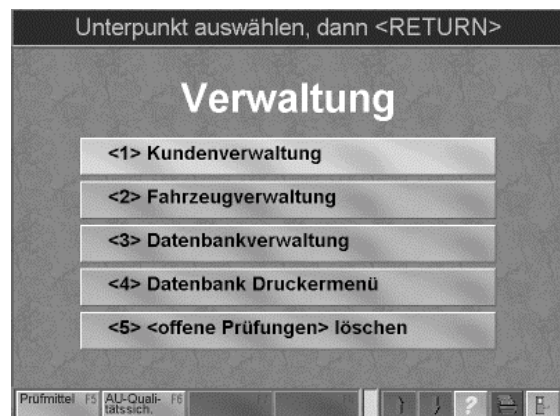 Unterpunkt auswählen, dann <RETURN>
Verwaltung
<1> Kundenverwaltung
<2> Fahrzeugverwaltung
<3> Datenbankverwaltung
<4> Datenbank Druckermenü
<5> <offene Prüfungen> löschen
Prüfmittel F5 AU-Quali- F6
tätssich.
?